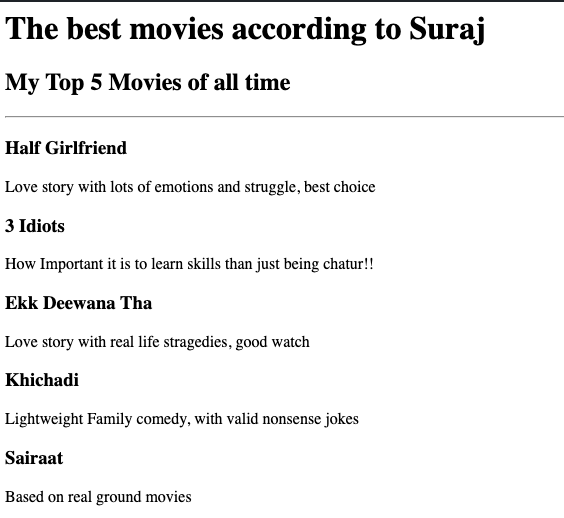 The best movies according to Suraj
My Top 5 Movies of all time
Half Girlfriend
Love story with lots of emotions and struggle, best choice
3 Idiots
How Important it is to learn skills than just being chatur!!
Ekk Deewana Tha
Love story with real life stragedies, good watch
Khichadi
Lightweight Family comedy, with valid nonsense jokes
Sairaat
Based on real ground movies